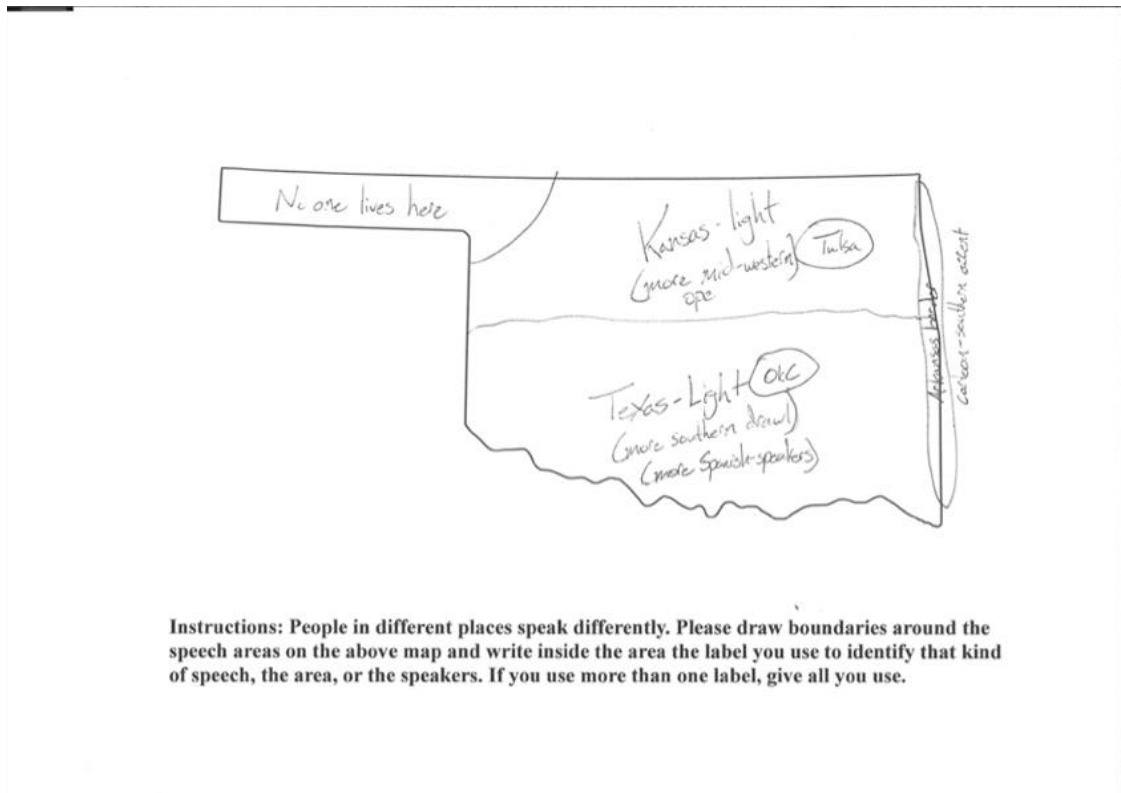 No one lives here
Kansas-light
(more mid-western)
ope
Tulsa
Texas-Light
OKC
(more southern drawl)
(more Spanish-speakers)
Arkansas border
cartoon-southern accent
Instructions: People in different places speak differently. Please draw boundaries around the
speech areas on the above map and write inside the area the label you use to identify that kind
of speech, the area, or the speakers. If you use more than one label, give all you use.